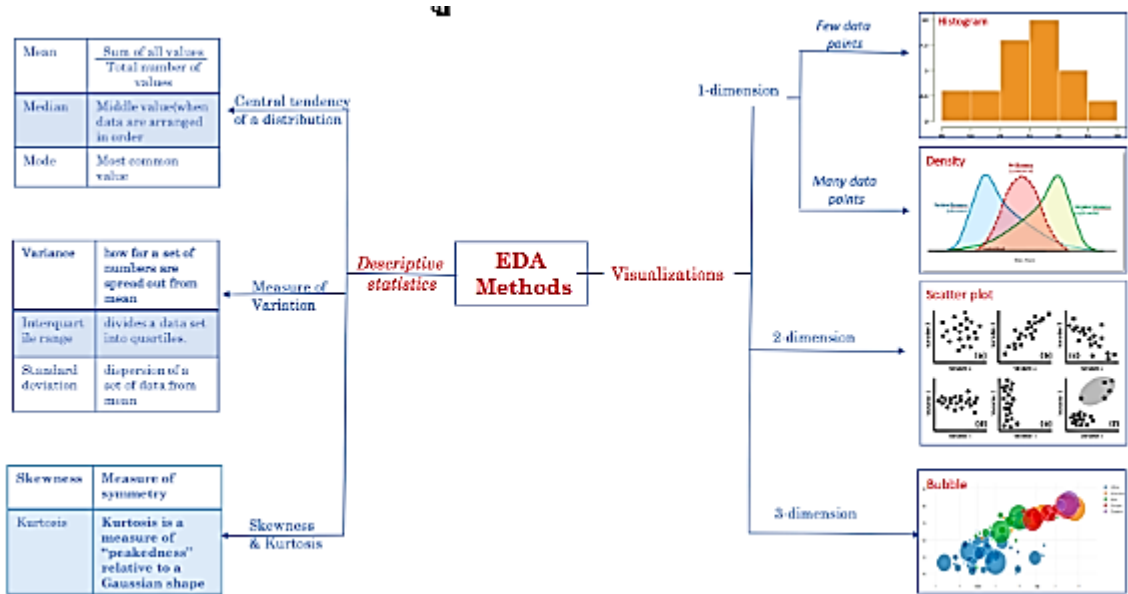 Mean
Sum of all values
Total number of
values
Median
Middle value(when
data are arranged
in order
Mode
Most common
value
Central tendency
of a distribution
Variance
how far a set of
numbers are
spread out from
mean
Interquart
ile range
divides a data set
into quartiles.
Standard
deviation
dispersion of a
set of data from
mean
Measure of
Variation
Skewness
Measure of
symmetry
Kurtosis
Kurtosis is a
measure of
"peakedness"
relative to a
Gaussian shape
Skewness
& Kurtosis
Descriptive
statistics
EDA
Methods
Visualizations
1-dimension
Few data
points
Histogram
Many data
points
Density
2-dimension
Scatter plot
(a)
(b)
(c)
(d)
(e)
(f)
3-dimension
Bubble